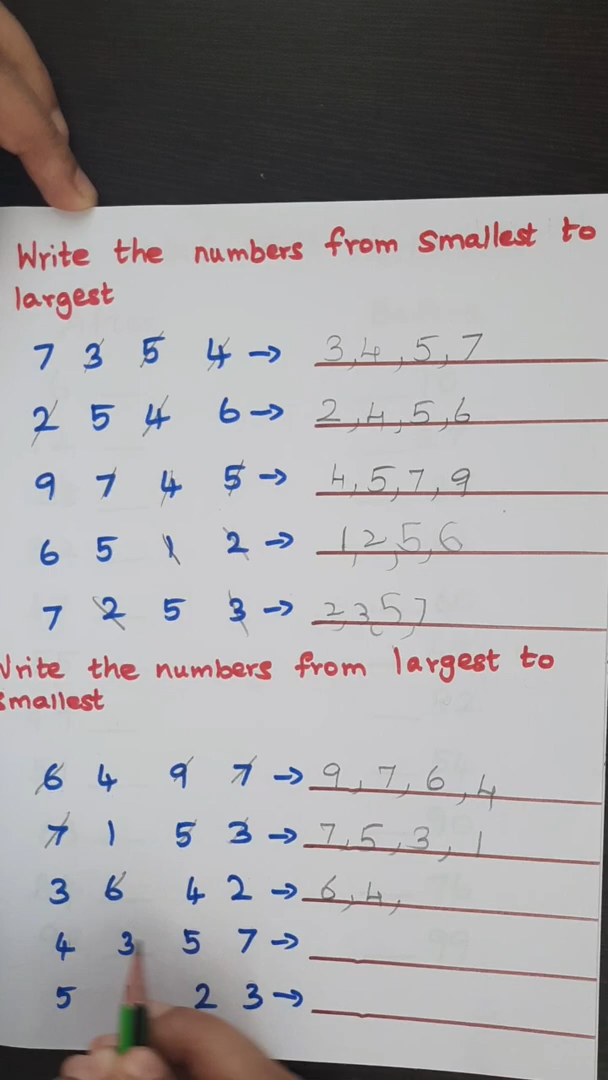 Write the numbers from smallest to
largest
7 3 5 4 → 3,4,5,7
2 5 4 6 → 2,4,5,6
9 7 4 5 → 4,5,7,9
6 5 1 2 → 1,2,5,6
7 2 5 3 → 2,3,5,7
Write the numbers from largest to
smallest
6 4 9 7 → 9,7,6,4
7 1 5 3 → 7,5,3,1
3 6 4 2 → 6,4,
4 3 5 7 →
5 2 3 →